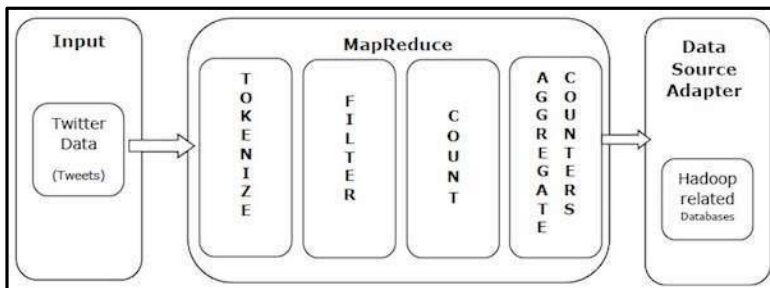 Input
Twitter
Data
(Tweets)
MapReduce
TOKENIZE
FILTER
COUNT
AGGREGATE
COUNTERS
Data
Source
Adapter
Hadoop
related
Databases